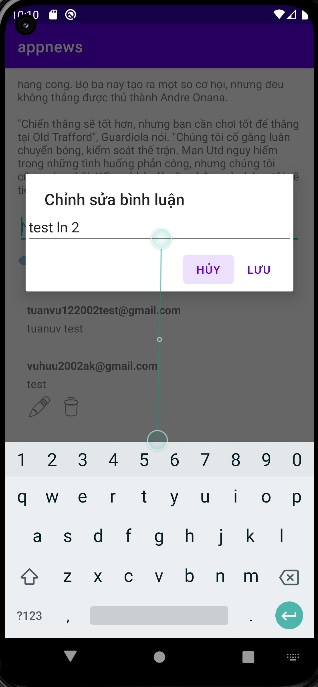 10:10
appnews
hàng công. Bộ ba này tạo ra một số cơ hội, nhưng đều
không thắng được thủ thành Andre Onana.
"Chiến thắng sẽ tốt hơn, nhưng bạn cần chơi tốt để thắng
tại Old Trafford", Guardiola nói. "Chúng tôi cố gắng luân
chuyển bóng, kiểm soát thế trận. Man Utd nguy hiểm
trong những tình huống phản công, nhưng chúng tôi
Chỉnh sửa bình luận
test ln 2
HỦY LƯU
tuanvu122002test@gmail.com
tuanuv test
vuhuu2002ak@gmail.com
test
1 2 3 4 5 6 7 8 9 0
q w e r t y u i o p
a s d f g h j k l
z x c v b n m
?123 , .